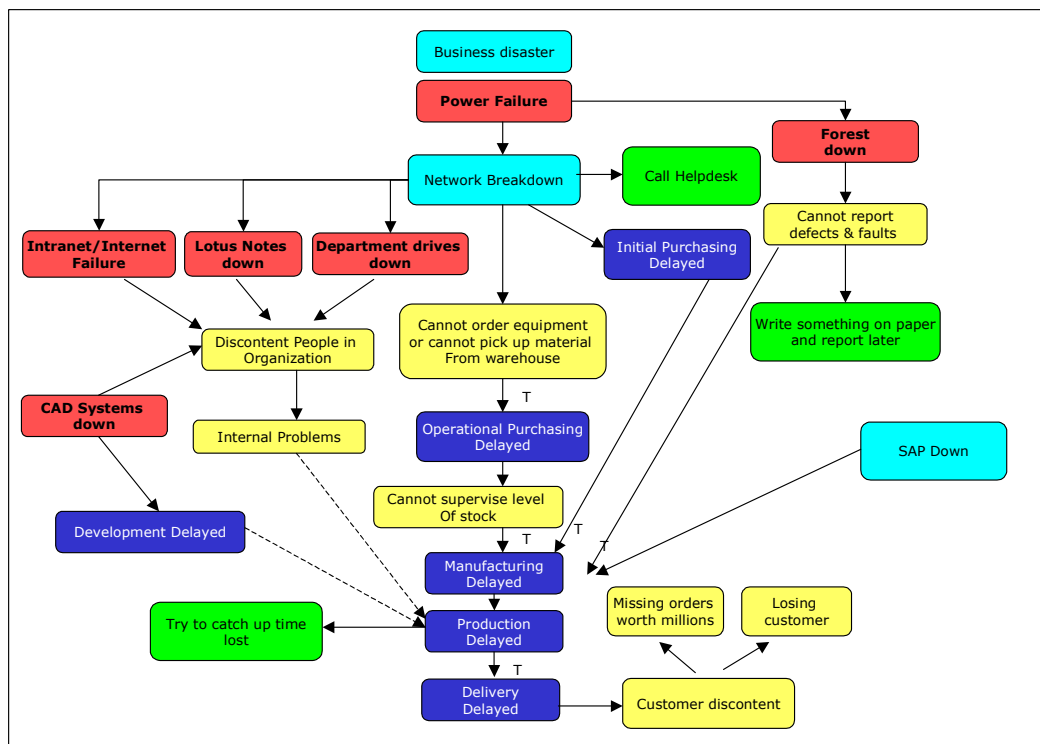 Business disaster
Power Failure
Forest
down
Network Breakdown
Call Helpdesk
Cannot report
defects & faults
Intranet/Internet
Failure
Lotus Notes
down
Department drives
down
Initial Purchasing
Delayed
Cannot order equipment
or cannot pick up material
From warehouse
Write something on paper
and report later
Discontent People in
Organization
T
CAD Systems
down
Internal Problems
Operational Purchasing
Delayed
SAP Down
Cannot supervise level
Of stock
Development Delayed
T
T
T
Manufacturing
Delayed
Missing orders
worth millions
Losing
customer
Try to catch up time
lost
Production
Delayed
T
Delivery
Delayed
Customer discontent